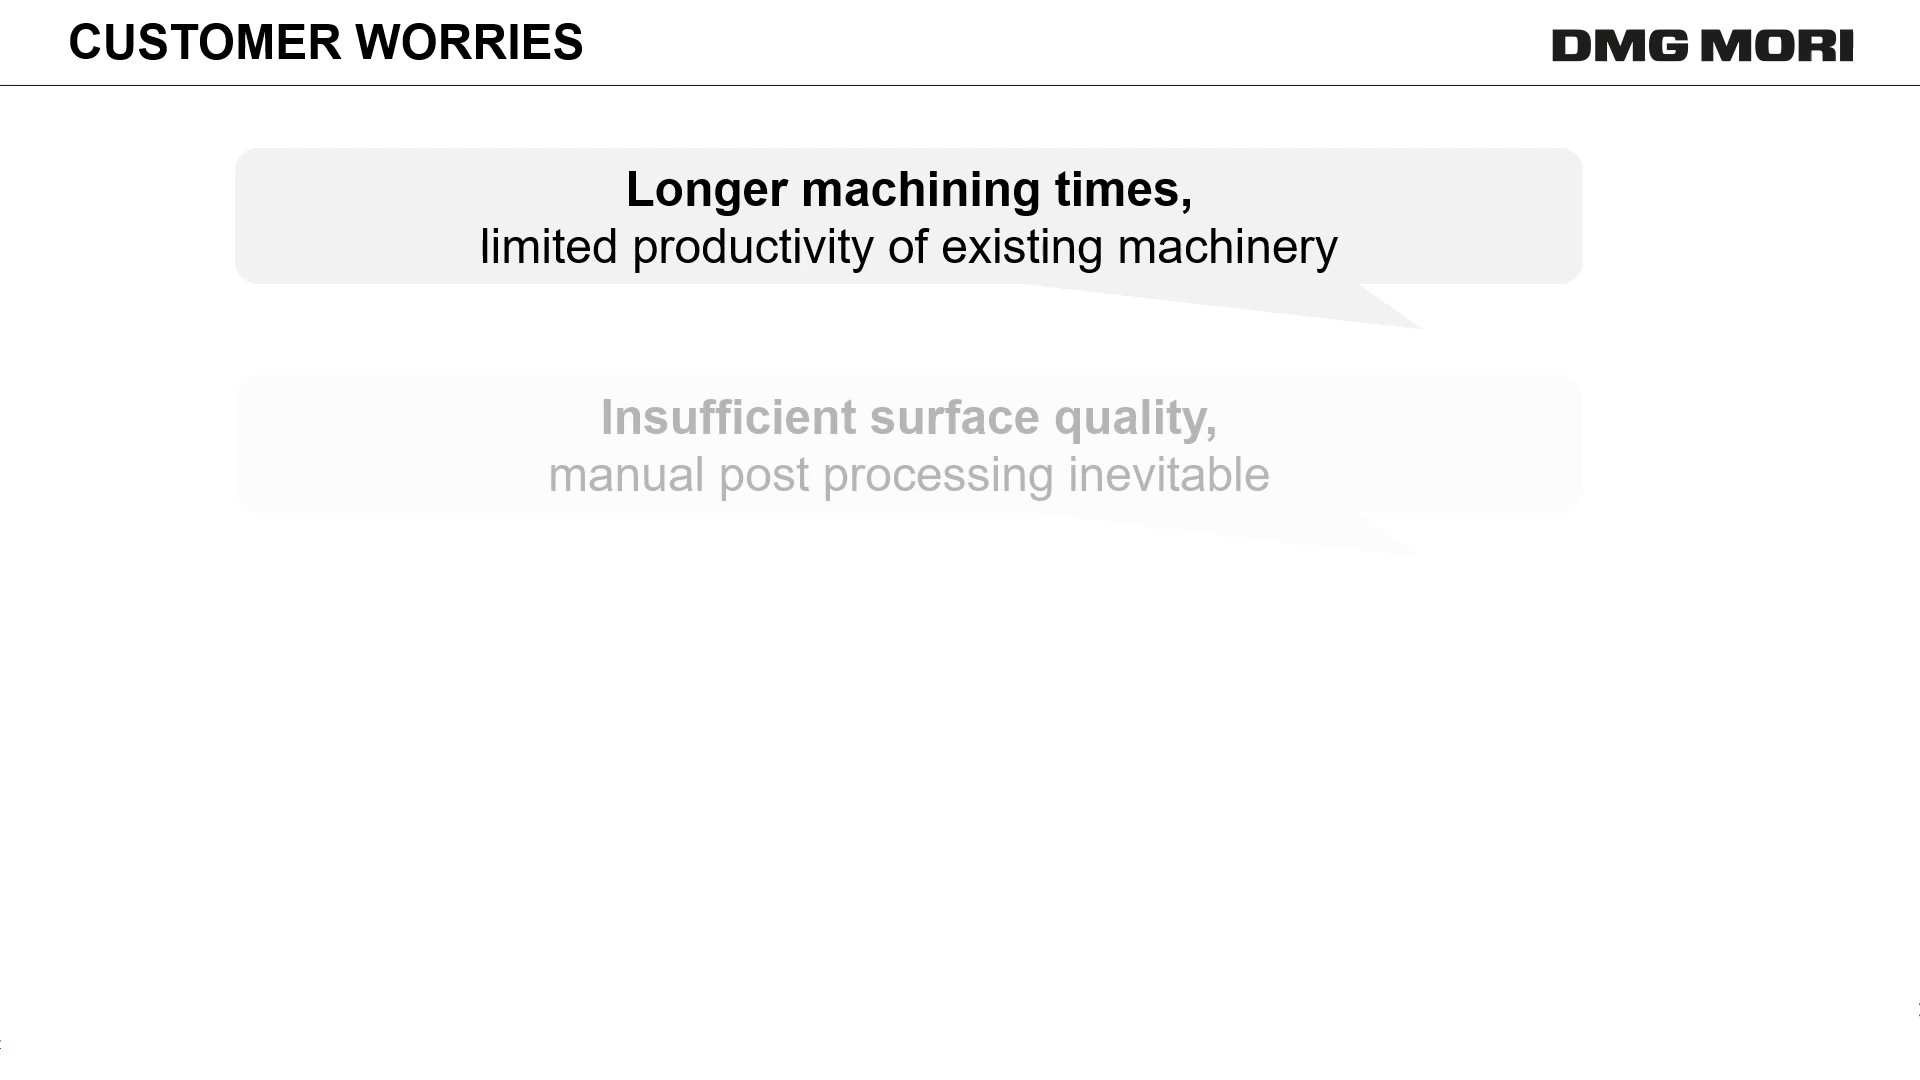 CUSTOMER WORRIES
DMG MORI
Longer machining times,
limited productivity of existing machinery
Insufficient surface quality,
manual post processing inevitable